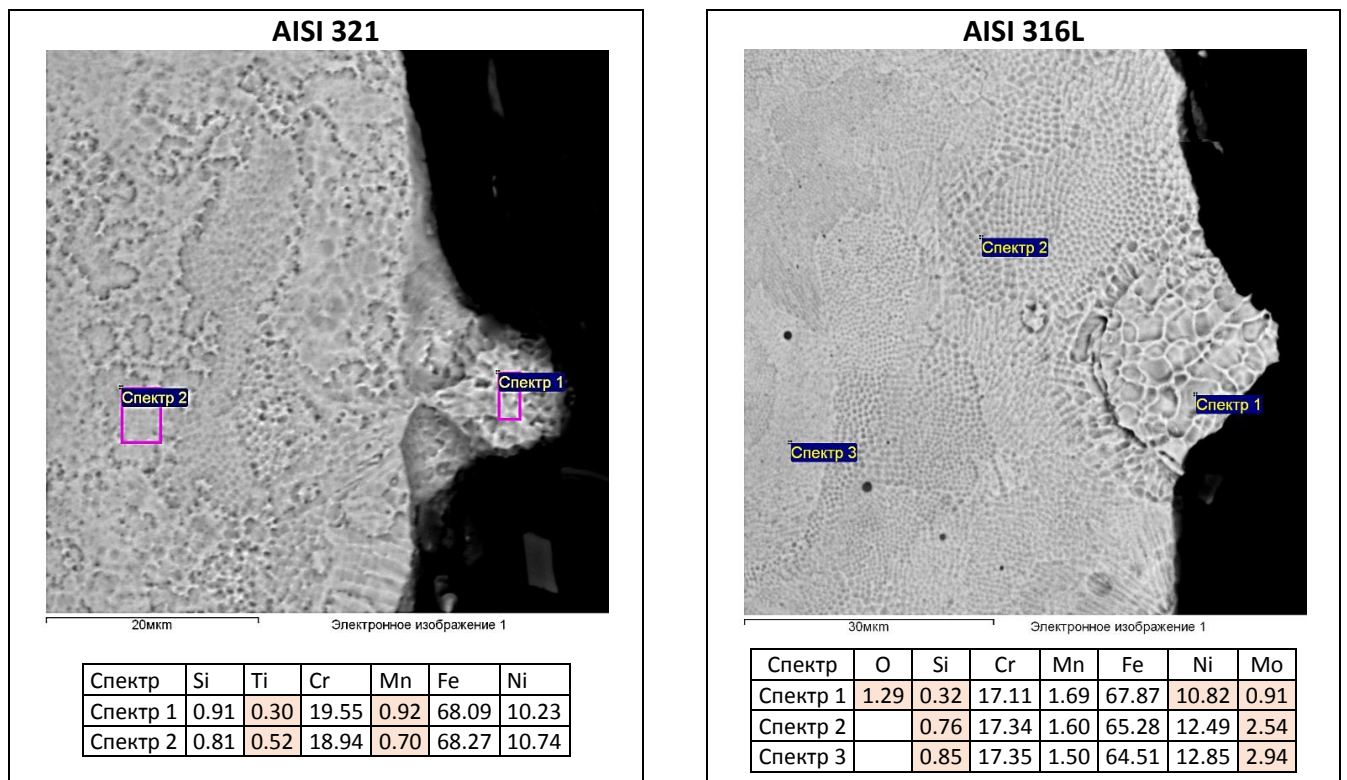 AISI 321
Спектр 2
Спектр 1
20мкm
Электронное изображение 1
Спектр Si Ti Cr Mn Fe Ni
Спектр 1 0.91 0.30 19.55 0.92 68.09 10.23
Спектр 2 0.81 0.52 18.94 0.70 68.27 10.74
AISI 316L
Спектр 2
Спектр 1
Спектр 3
30мкm
Электронное изображение 1
Спектр O Si Cr Mn Fe Ni Mo
Спектр 1 1.29 0.32 17.11 1.69 67.87 10.82 0.91
Спектр 2 0.76 17.34 1.60 65.28 12.49 2.54
Спектр 3 0.85 17.35 1.50 64.51 12.85 2.94